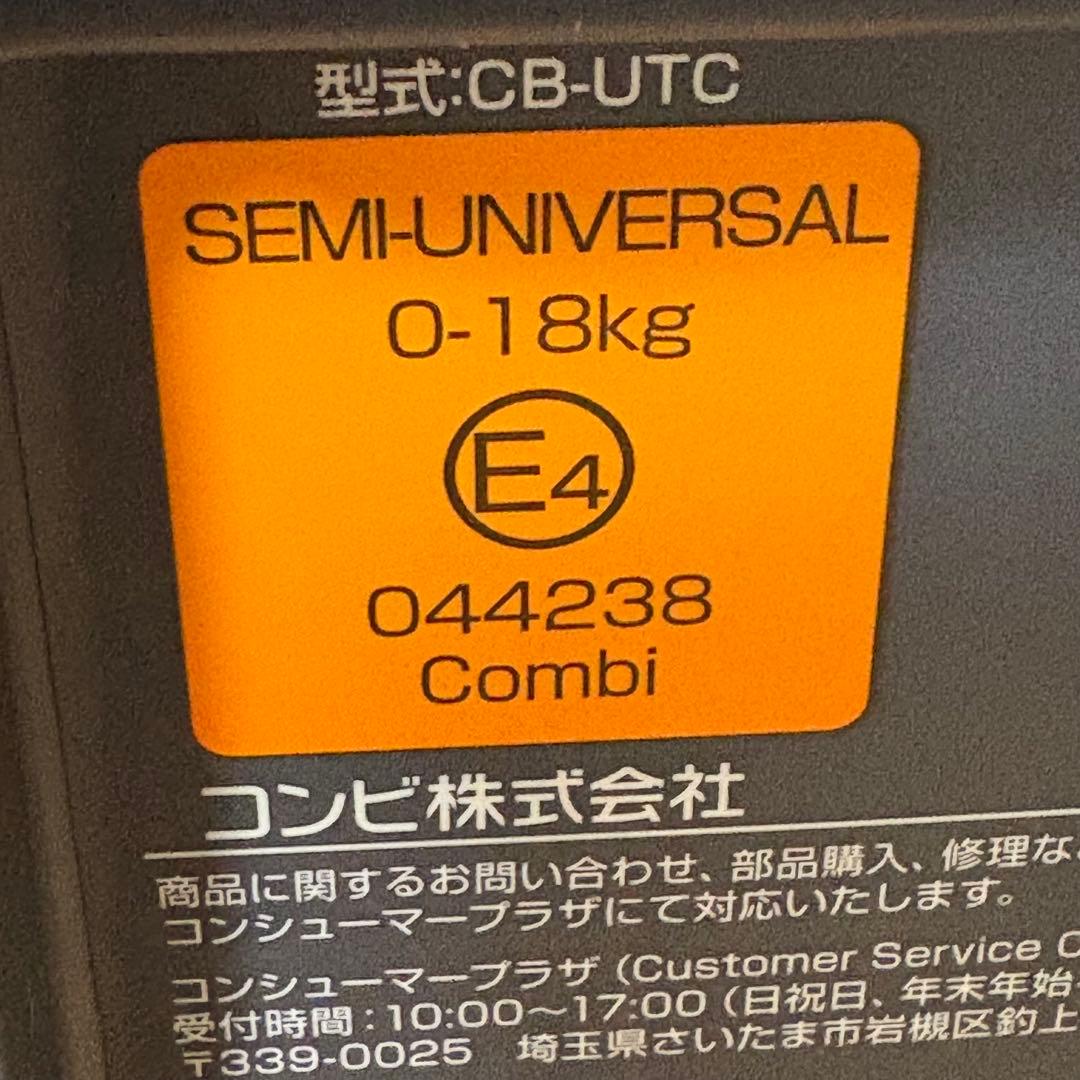 型式:CB-UTC
SEMI-UNIVERSAL
0-18kg
E4
044238
Combi
コンビ株式会社
商品に関するお問い合わせ、部品購入、修理な
コンシューマープラザにて対応いたします。
コンシューマープラザ (Customer Service C
受付時間:10:00〜17:00 (日祝日、年末年始
〒339-0025 埼玉県さいたま市岩槻区釣上